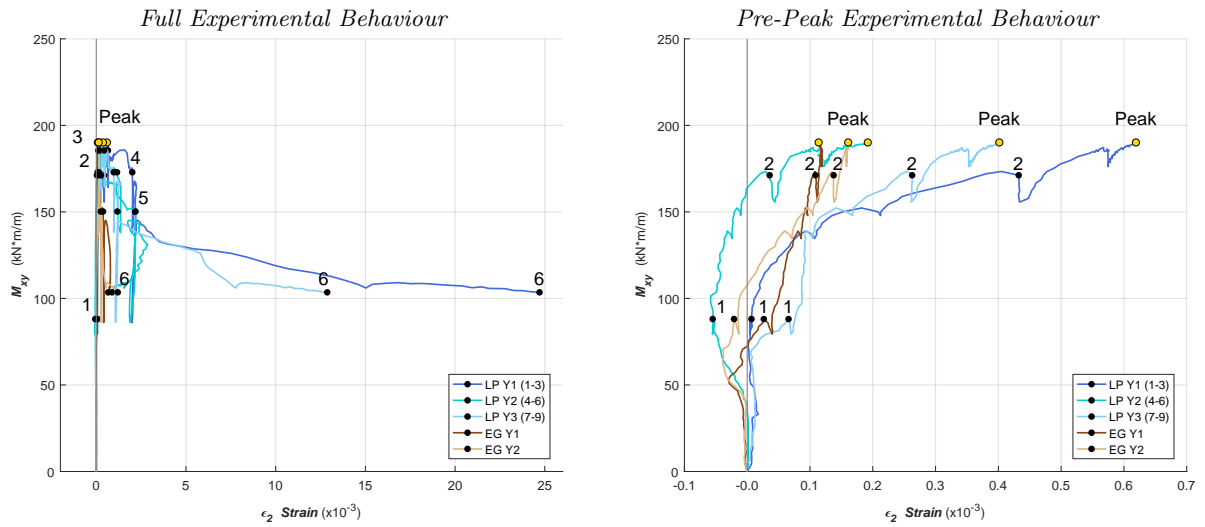 Full Experimental Behaviour
250
200
150
100
50
0
0
5
10
15
20
25
M_xy (kN*m/m)
ϵ_2 Strain (x10^-3)
Peak
3
2
4
5
1
6
6
6
LP Y1 (1-3)
LP Y2 (4-6)
LP Y3 (7-9)
EG Y1
EG Y2
Pre-Peak Experimental Behaviour
250
200
150
100
50
0
-0.1
-0.0
0.1
0.2
0.3
0.4
0.5
0.6
0.7
M_xy (kN*m/m)
ϵ_2 Strain (x10^-3)
Peak
Peak
Peak
2
2
2
2
2
1
1
1
LP Y1 (1-3)
LP Y2 (4-6)
LP Y3 (7-9)
EG Y1
EG Y2